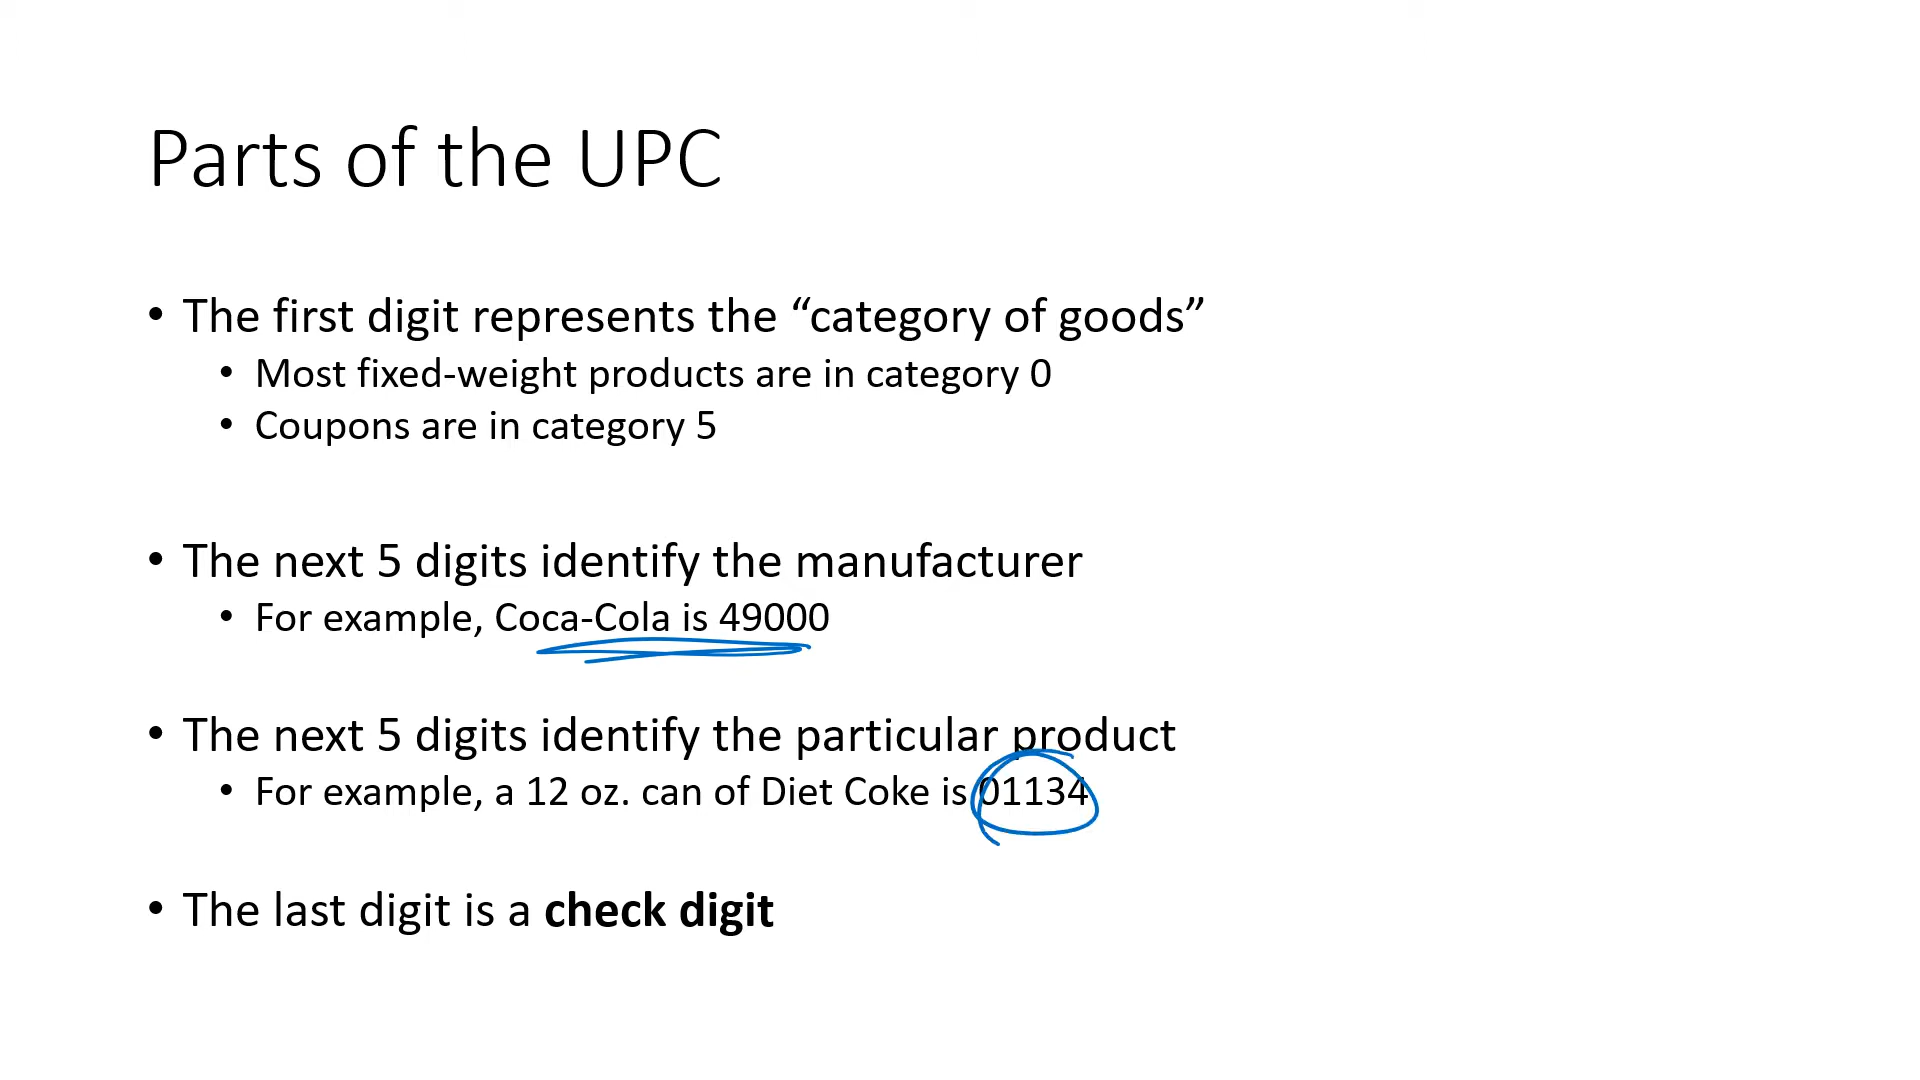 Parts of the UPC
• The first digit represents the “category of goods”
• Most fixed-weight products are in category 0
• Coupons are in category 5
• The next 5 digits identify the manufacturer
• For example, Coca-Cola is 49000
• The next 5 digits identify the particular product
• For example, a 12 oz. can of Diet Coke is 01134
• The last digit is a check digit